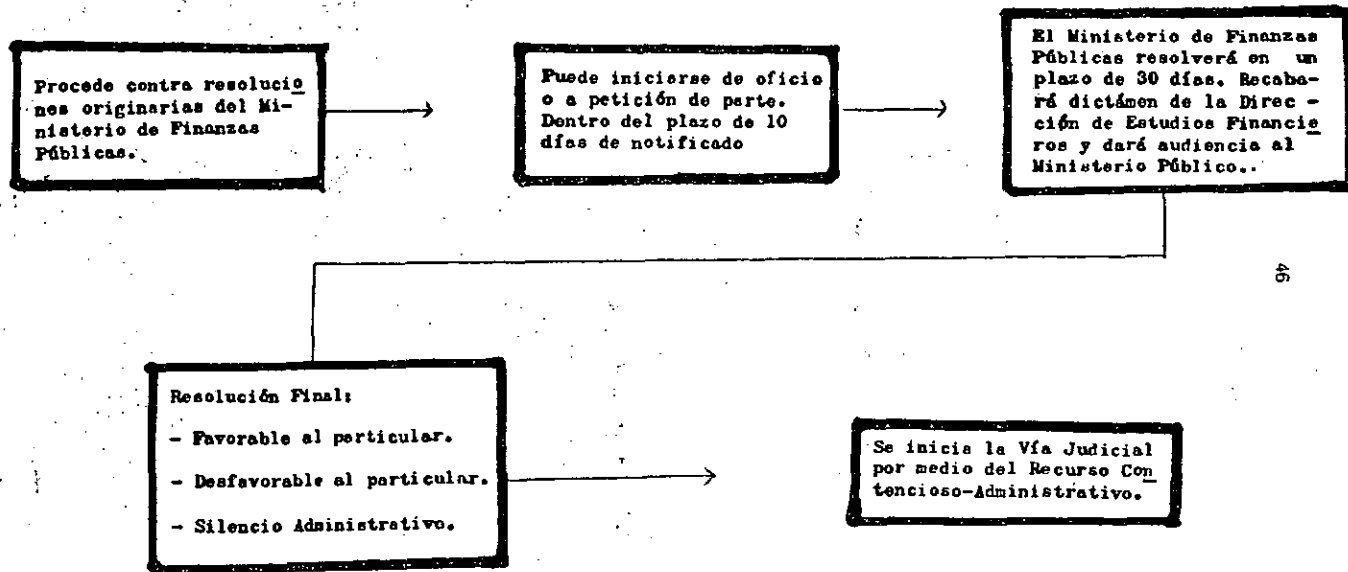 Procede contra resolucio
nes originarias del Mi-
nisterio de Finanzas
Públicas.
Puede iniciarse de oficio
o a petición de parte.
Dentro del plazo de 10
días de notificado
El Ministerio de Finanzas
Públicas resolverá en un
plazo de 30 días. Recaba-
rá dictámen de la Direc -
ción de Estudios Financie
ros y dará audiencia al
Ministerio Público..
46
Resolución Final:
- Favorable al particular.
- Desfavorable al particular.
- Silencio Administrativo.
Se inicia la Vía Judicial
por medio del Recurso Con
tencioso-Administrativo.